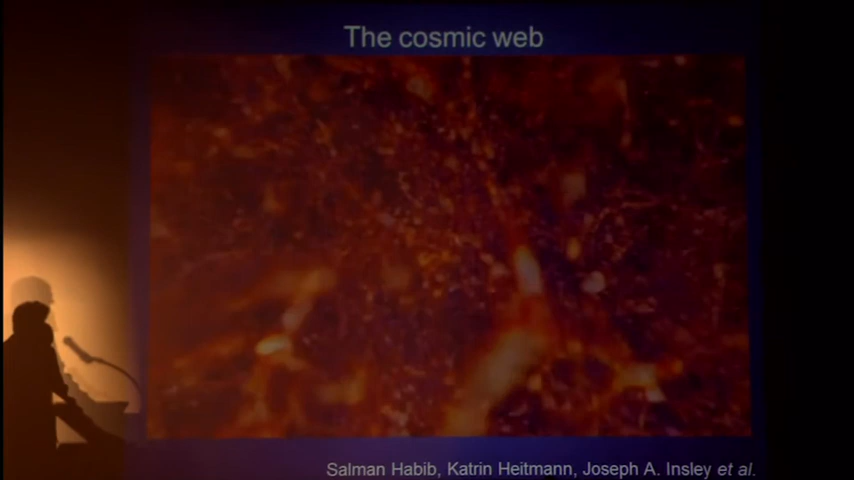 The cosmic web
Salman Habib, Katrin Heitmann, Joseph A. Insley et al.